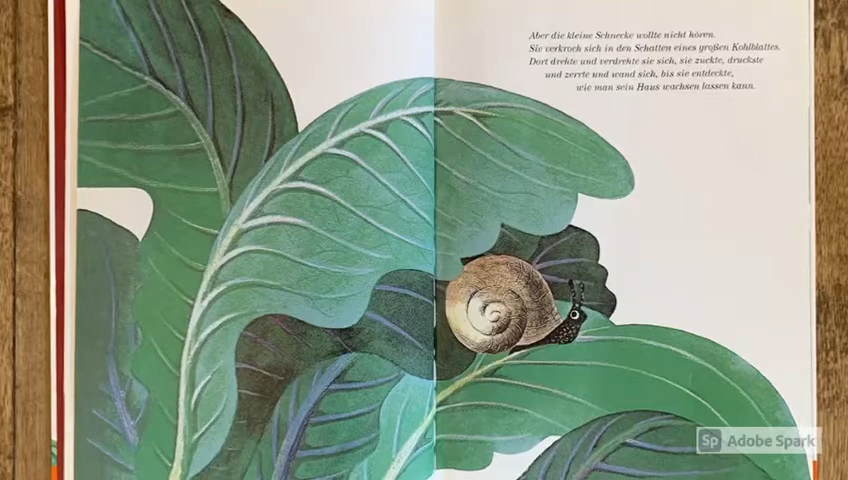 Aber die kleine Schnecke wollte nicht hören.
Sie verkroch sich in den Schatten eines großen Kohlblattes.
Dort drehte und verdrehte sie sich, sie zuckte, druckste
und zerrte und wand sich, bis sie entdeckte,
wie man sein Haus wachsen lassen kann.
Sp Adobe Spark